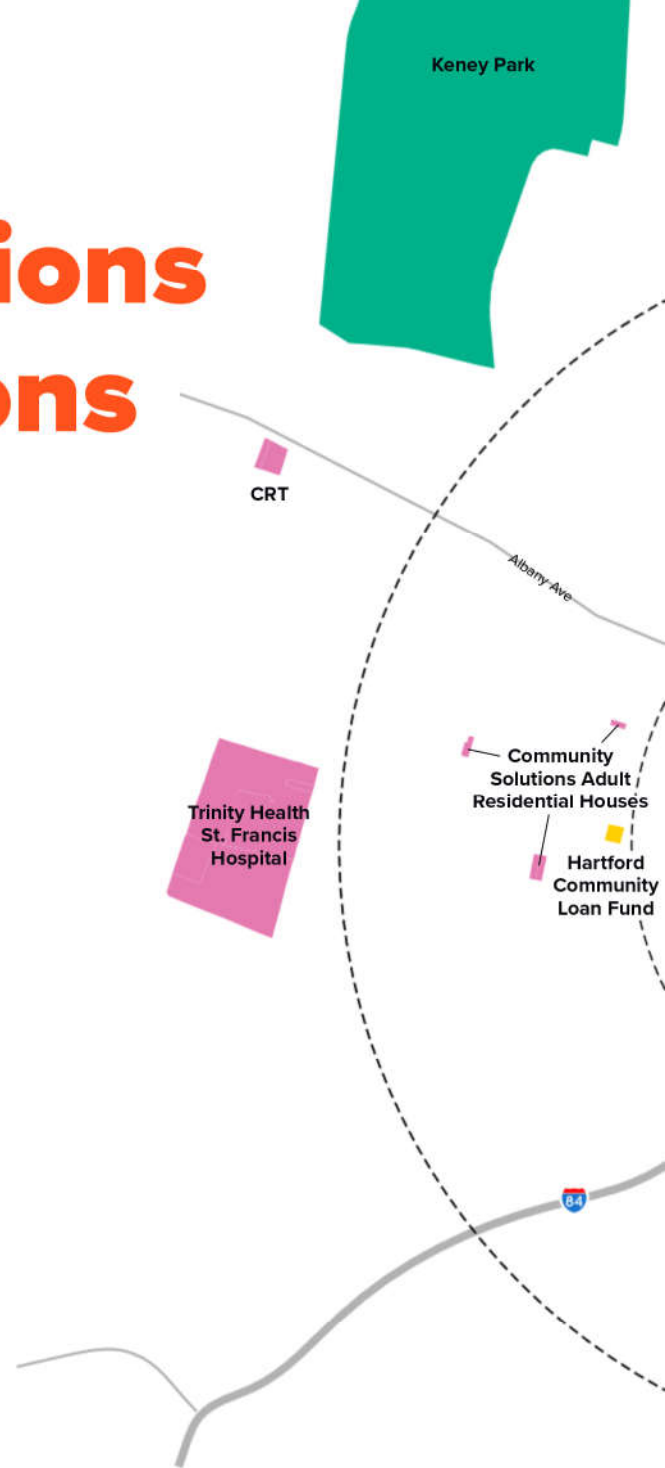 Keney Park
ions
ons
CRT
Albany Ave
Community
Solutions Adult
Residential Houses
Trinity Health
St. Francis
Hospital
Hartford
Community
Loan Fund
84